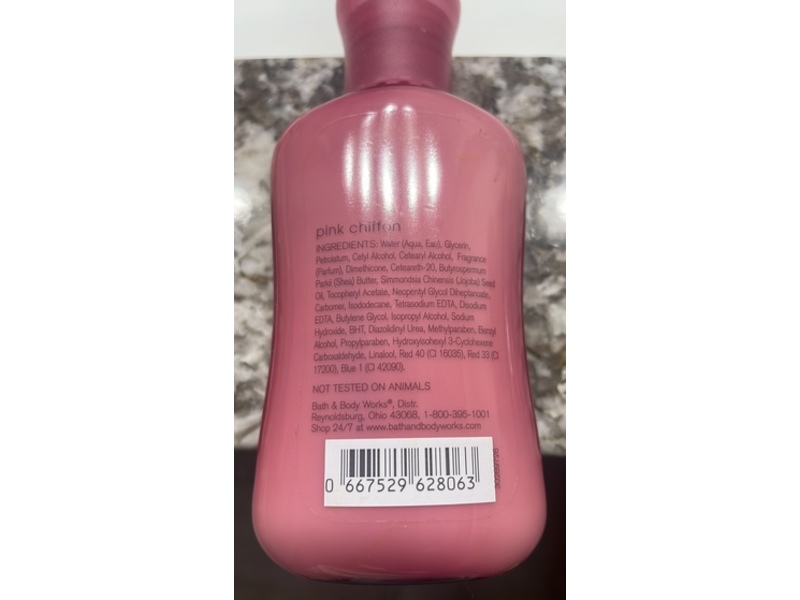 pink chiffon
INGREDIENTS: Water (Aqua, Eau), Glycerin,
Petrolatum, Cetyl Alcohol, Cetearyl Alcohol, Fragrance
(Parfum), Dimethicone, Ceteareth-20, Butyrospermum
Parkii (Shea) Butter, Simmondsia Chinensis (Jojoba) Seed
Oil, Tocopheryl Acetate, Neopentyl Glycol Diheptanoate,
Carbomer, Isododecane, Tetrasodium EDTA, Disodium
EDTA, Butylene Glycol, Isopropyl Alcohol, Sodium
Hydroxide, BHT, Diazolidinyl Urea, Methylparaben, Benzyl
Alcohol, Propylparaben, Hydroxyisohexyl 3-Cyclohexene
Carboxaldehyde, Linalool, Red 40 (CI 16035), Red 33 (CI
17200), Blue 1 (CI 42090).
NOT TESTED ON ANIMALS
Bath & Body Works®, Distr.
Reynoldsburg, Ohio 43068, 1-800-395-1001
Shop 24/7 at www.bathandbodyworks.com
0 667529 628063